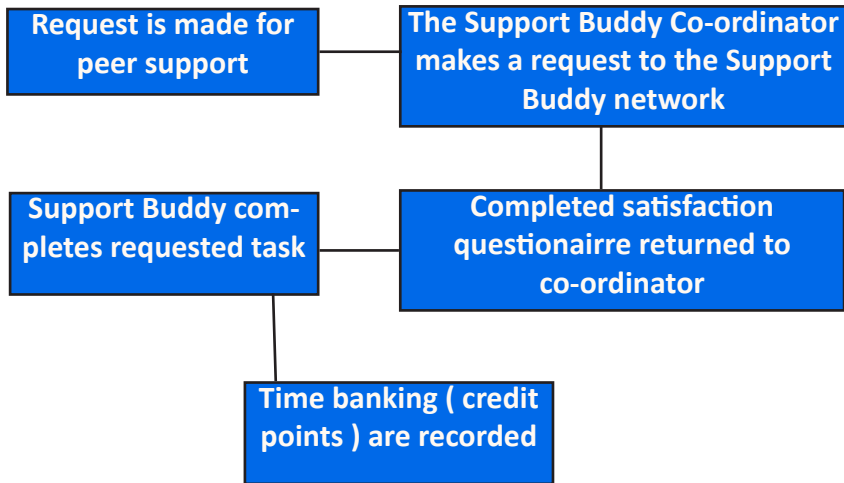 Request is made for
peer support
The Support Buddy Co-ordinator
makes a request to the Support
Buddy network
Support Buddy com-
pletes requested task
Completed satisfaction
questionairre returned to
co-ordinator
Time banking ( credit
points ) are recorded